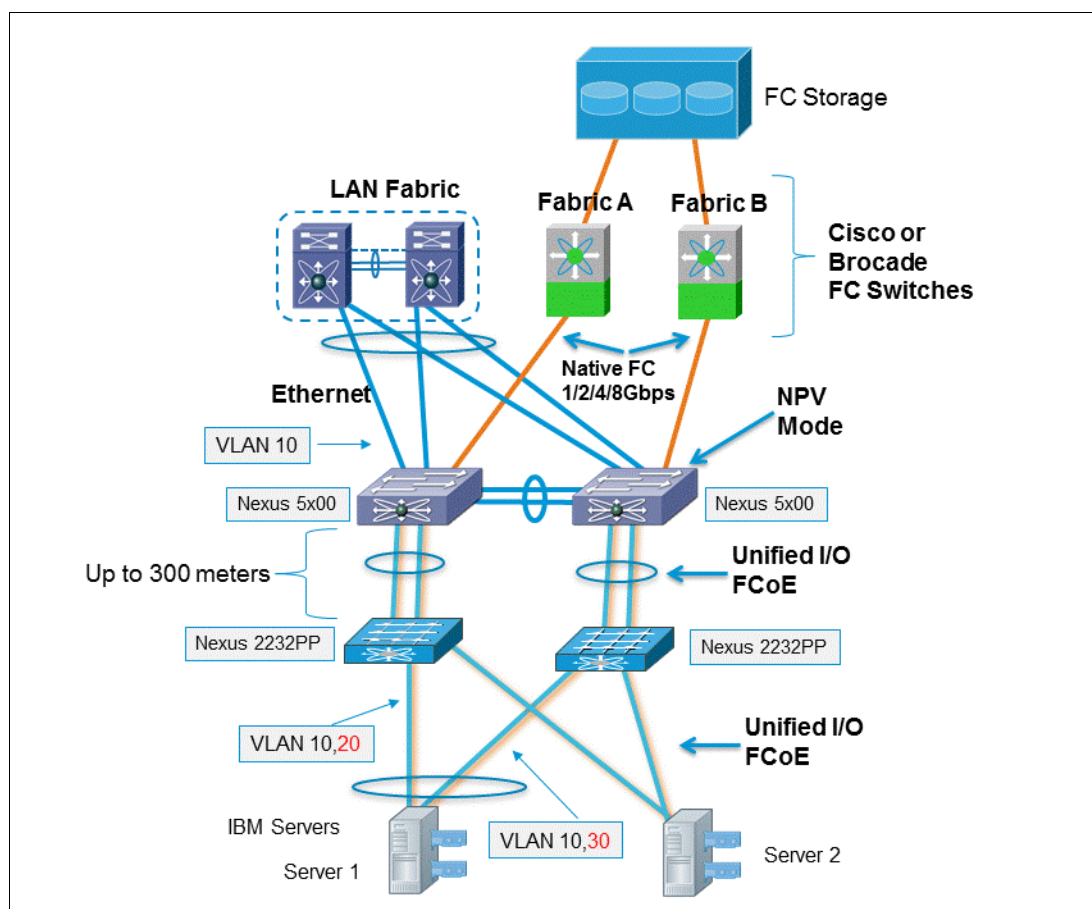 FC Storage
LAN Fabric
Fabric A
Fabric B
Cisco or
Brocade
FC Switches
Native FC
1/2/4/8Gbps
Ethernet
NPV
Mode
VLAN 10
Nexus 5x00
Nexus 5x00
Up to 300 meters
Unified I/O
FCoE
Nexus 2232PP
Nexus 2232PP
VLAN 10,20
Unified I/O
FCoE
IBM Servers
VLAN 10,30
Server 1
Server 2